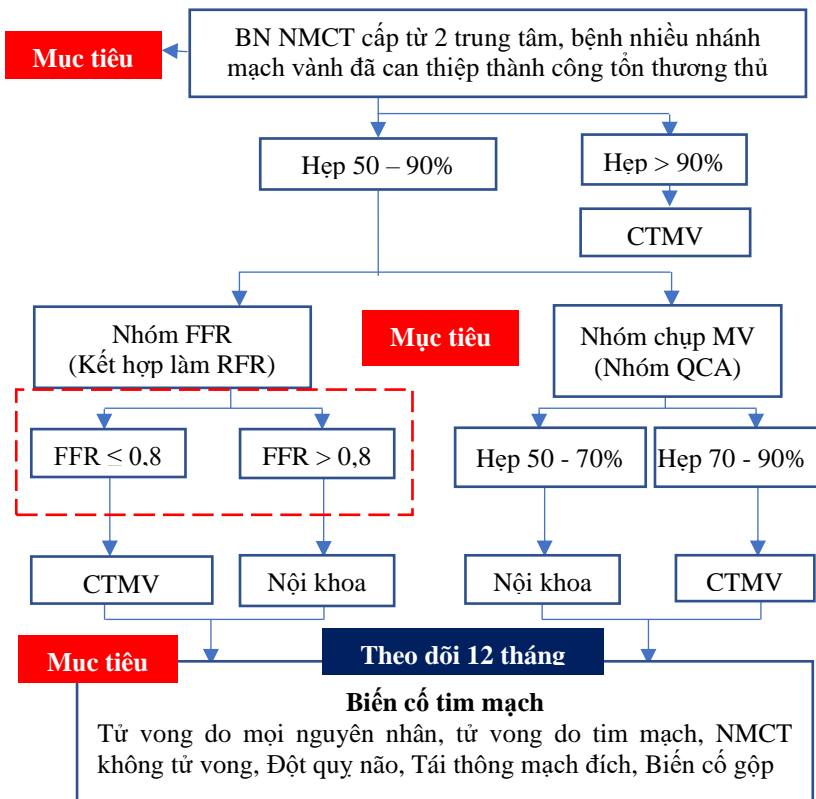 BN NMCT cấp từ 2 trung tâm, bệnh nhiều nhánh
mạch vành đã can thiệp thành công tổn thương thủ
Mục tiêu
Hẹp 50 – 90%
Hẹp > 90%
CTMV
Nhóm FFR
(Kết hợp làm RFR)
Mục tiêu
Nhóm chụp MV
(Nhóm QCA)
FFR ≤ 0,8
FFR > 0,8
Hẹp 50 - 70%
Hẹp 70 - 90%
CTMV
Nội khoa
Nội khoa
CTMV
Mục tiêu
Theo dõi 12 tháng
Biến cố tim mạch
Tử vong do mọi nguyên nhân, tử vong do tim mạch, NMCT
không tử vong, Đột quỵ não, Tái thông mạch đích, Biến cố gộp